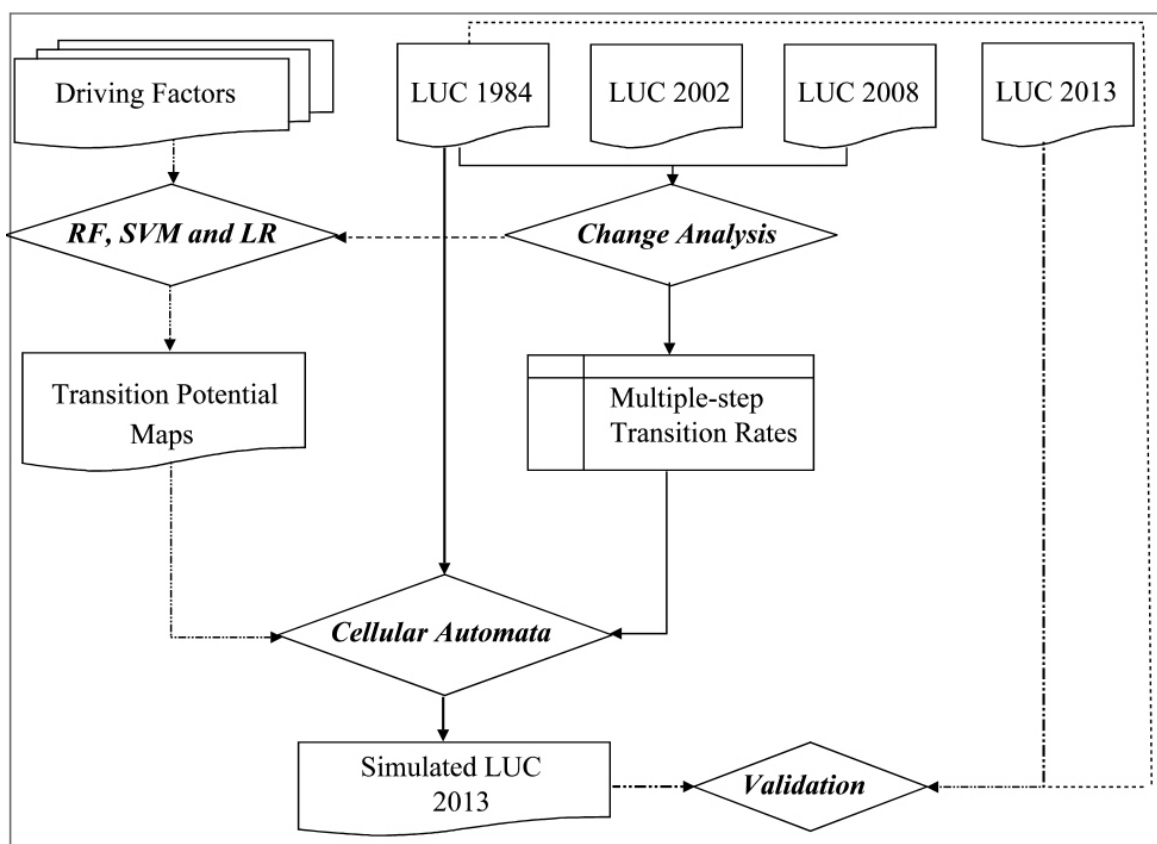 Driving Factors
LUC 1984
LUC 2002
LUC 2008
LUC 2013
RF, SVM and LR
Change Analysis
Transition Potential
Maps
Multiple-step
Transition Rates
Cellular Automata
Simulated LUC
2013
Validation